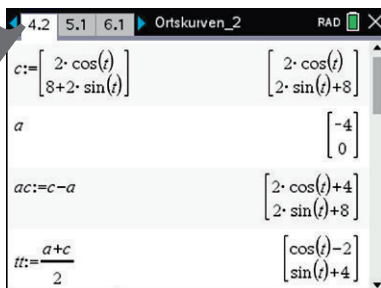 4.2 5.1 6.1 Ortskurven_2 RAD
c:=[2·cos(t) 8+2·sin(t)] [2·cos(t) 2·sin(t)+8]
a [-4 0]
ac:=c−a [2·cos(t)+4 2·sin(t)+8]
tt:=a+c/2 [cos(t)−2 sin(t)+4]